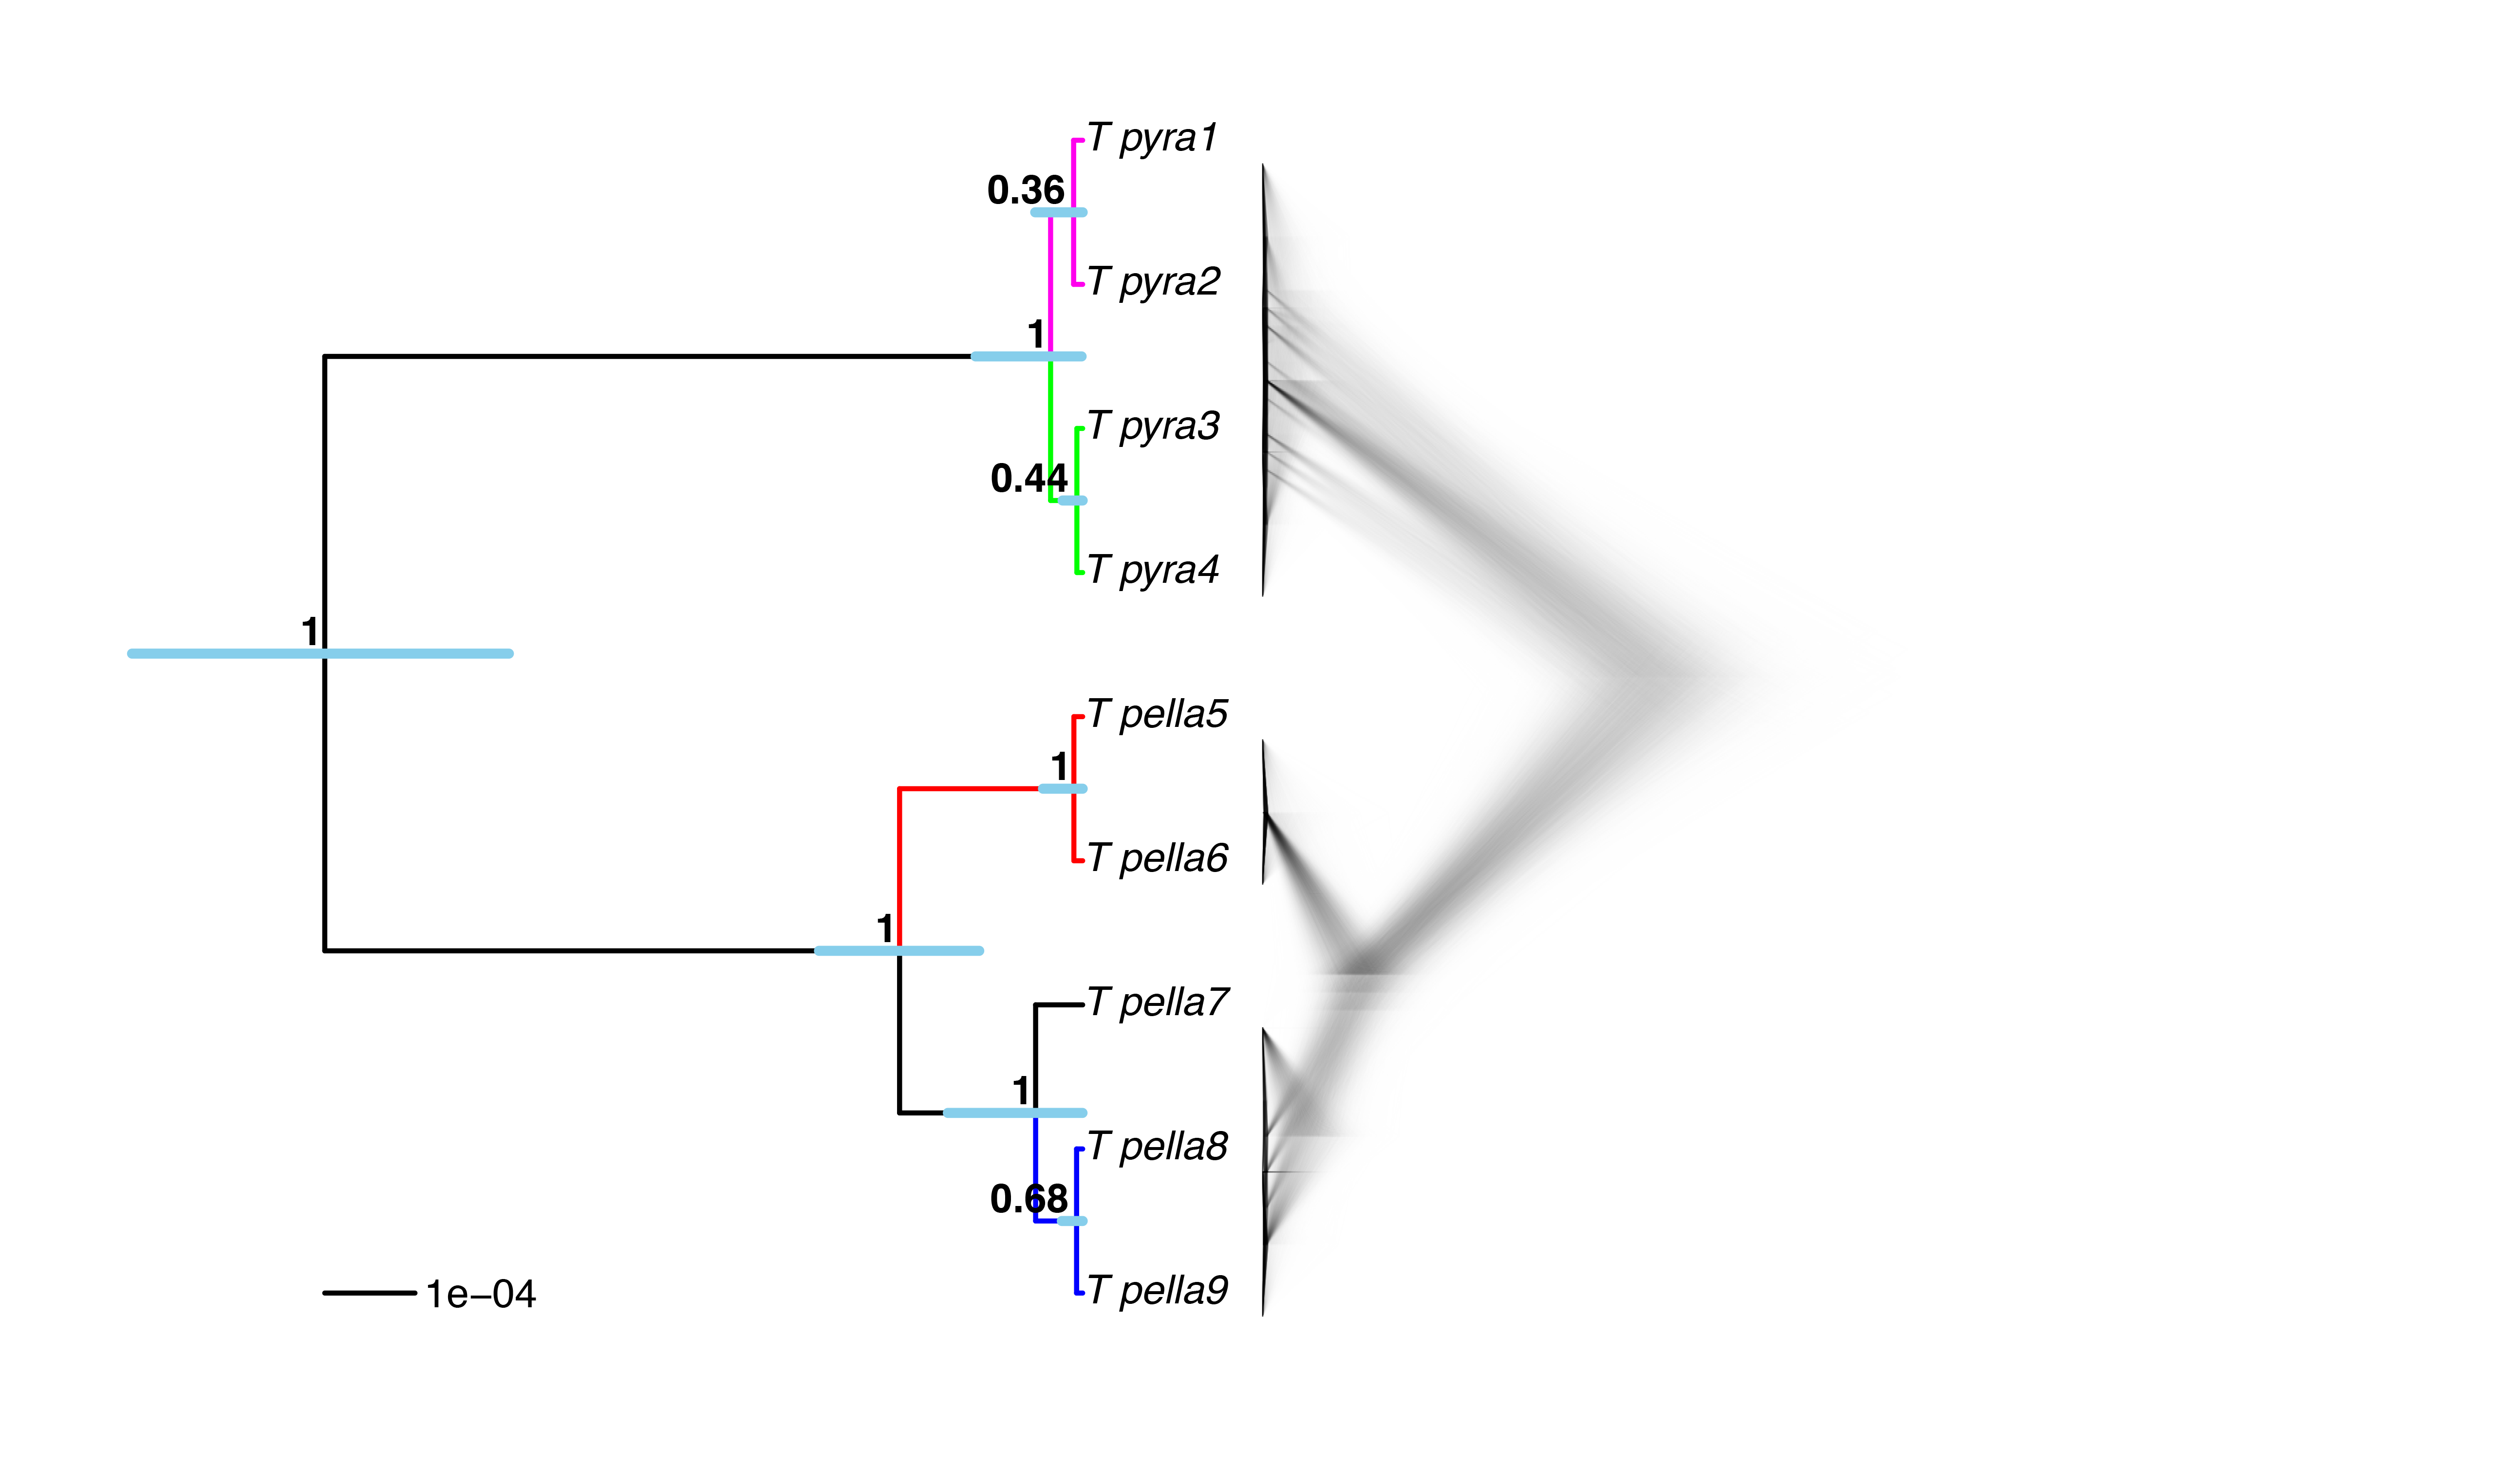 T pyra1
0.36
T pyra2
1
T pyra3
0.44
T pyra4
1
T pella5
1
T pella6
1
T pella7
1
T pella8
0.68
T pella9
1e−04